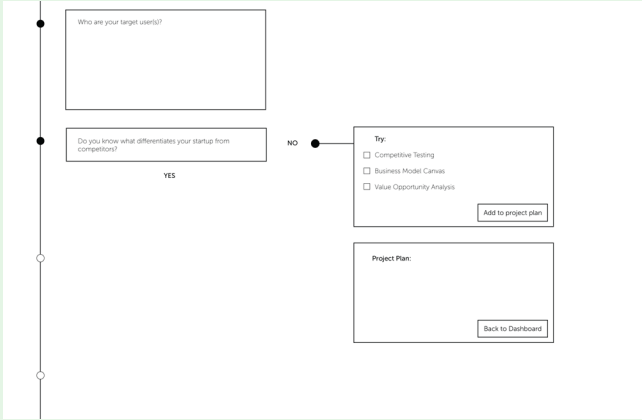 Who are your target user(s)?
Do you know what differentiates your startup from
competitors?
YES
NO
Try:
Competitive Testing
Business Model Canvas
Value Opportunity Analysis
Add to project plan
Project Plan:
Back to Dashboard